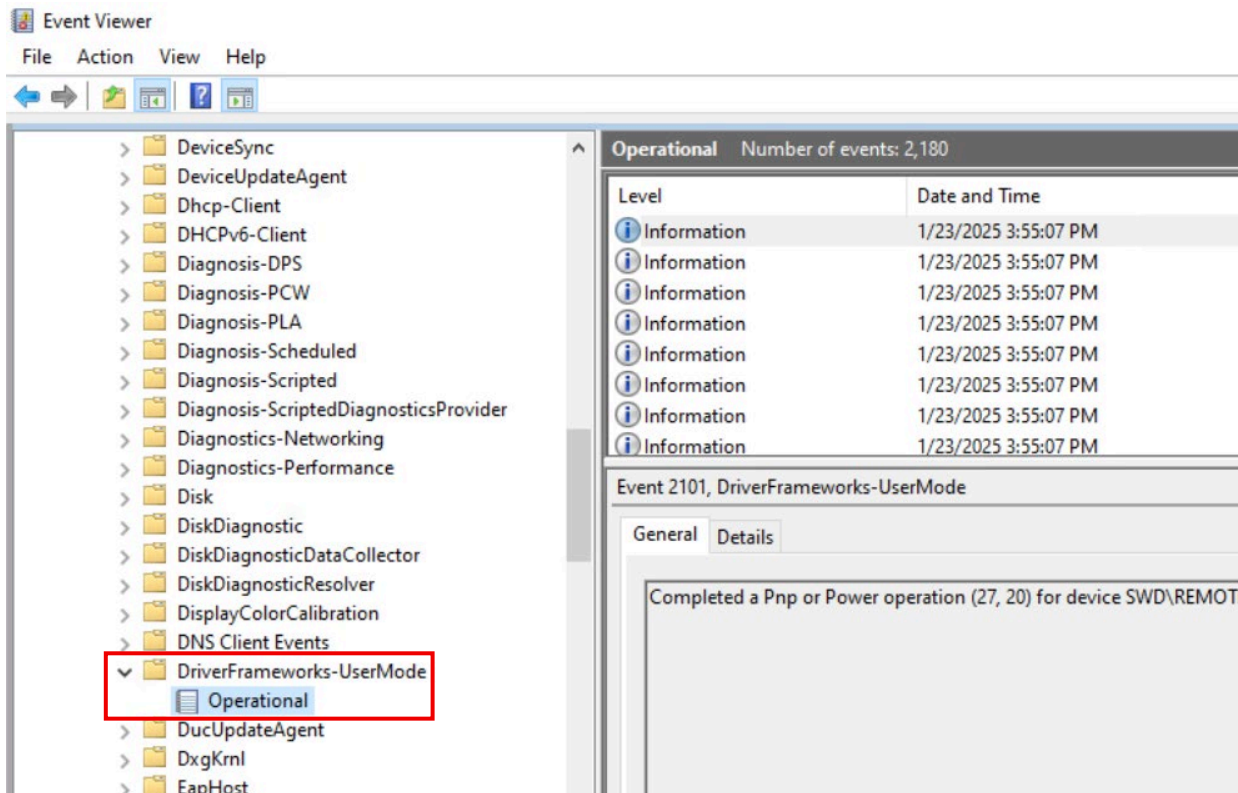 Event Viewer
File Action View Help
DeviceSync
DeviceUpdateAgent
Dhcp-Client
DHCPv6-Client
Diagnosis-DPS
Diagnosis-PCW
Diagnosis-PLA
Diagnosis-Scheduled
Diagnosis-Scripted
Diagnosis-ScriptedDiagnosticsProvider
Diagnostics-Networking
Diagnostics-Performance
Disk
DiskDiagnostic
DiskDiagnosticDataCollector
DiskDiagnosticResolver
DisplayColorCalibration
DNS Client Events
DriverFrameworks-UserMode
Operational
DucUpdateAgent
DxgKrnl
EapHost
Operational Number of events: 2,180
Level Date and Time
Information 1/23/2025 3:55:07 PM
Information 1/23/2025 3:55:07 PM
Information 1/23/2025 3:55:07 PM
Information 1/23/2025 3:55:07 PM
Information 1/23/2025 3:55:07 PM
Information 1/23/2025 3:55:07 PM
Information 1/23/2025 3:55:07 PM
Information 1/23/2025 3:55:07 PM
Event 2101, DriverFrameworks-UserMode
General Details
Completed a Pnp or Power operation (27, 20) for device SWD\REMOT